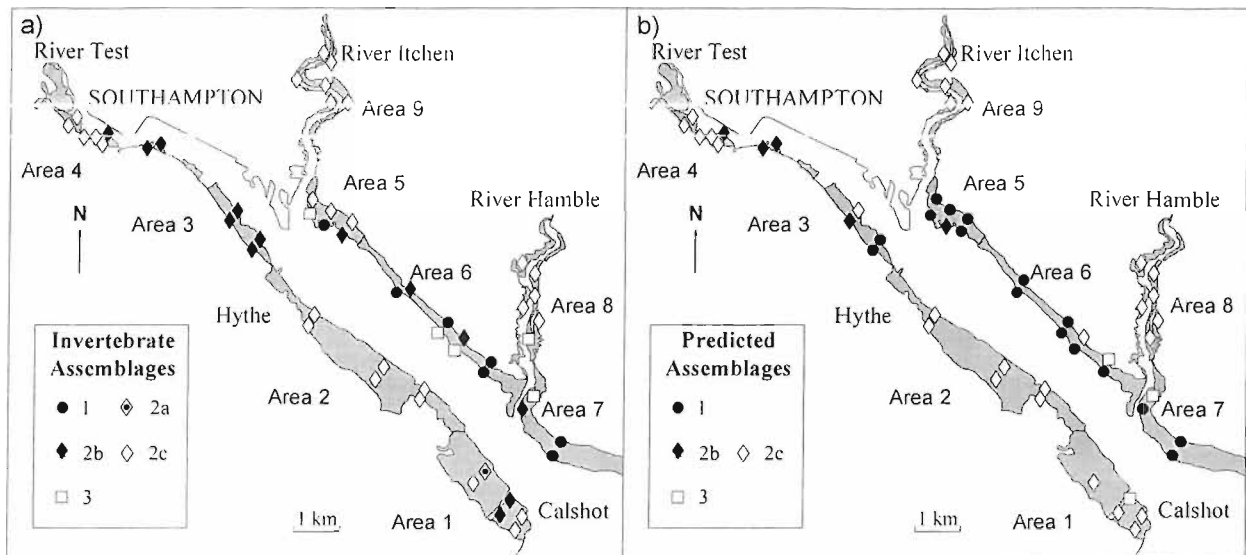 a)
River Test
River Itchen
SOUTHAMPTON
Area 9
Area 4
Area 5
River Hamble
N
Area 3
Area 6
Hythe
Area 8
Invertebrate
Assemblages
1 2a
2b 2c
3
Area 2
Area 7
1 km
Area 1
Calshot
b)
River Test
River Itchen
SOUTHAMPTON
Area 9
Area 4
Area 5
River Hamble
N
Area 3
Area 6
Hythe
Area 8
Predicted
Assemblages
1
2b 2c
3
Area 2
Area 7
1 km
Area 1
Calshot